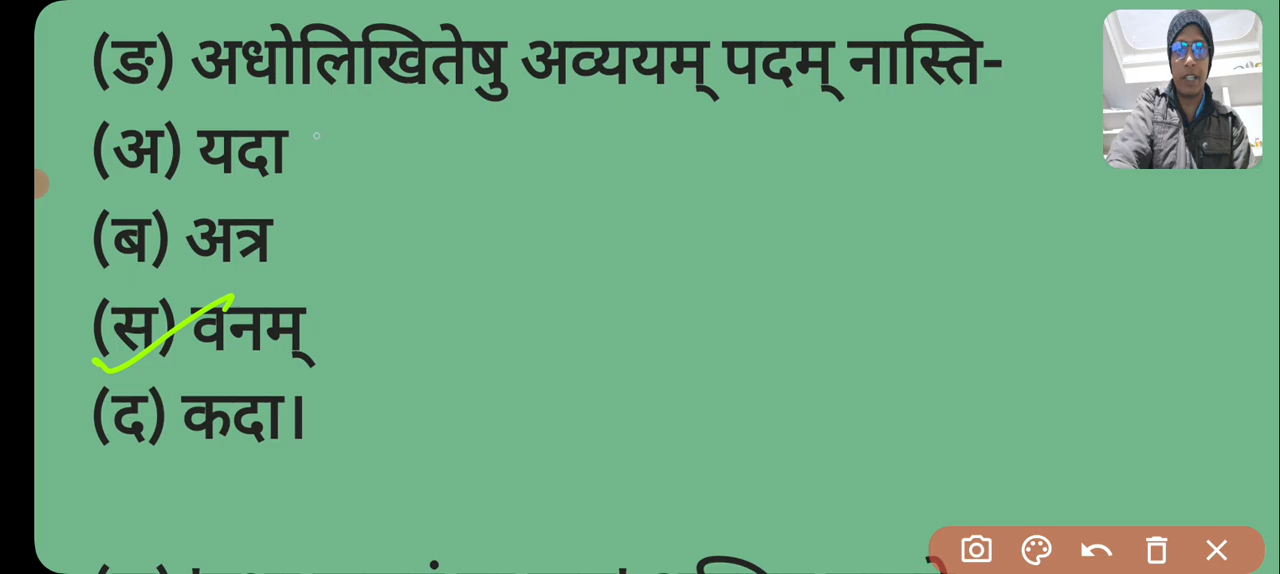 (ङ) अधोलिखितेषु अव्ययम् पदम् नास्ति-
(अ) यदा
(ब) अत्र
(स) वनम्
(द) कदा।